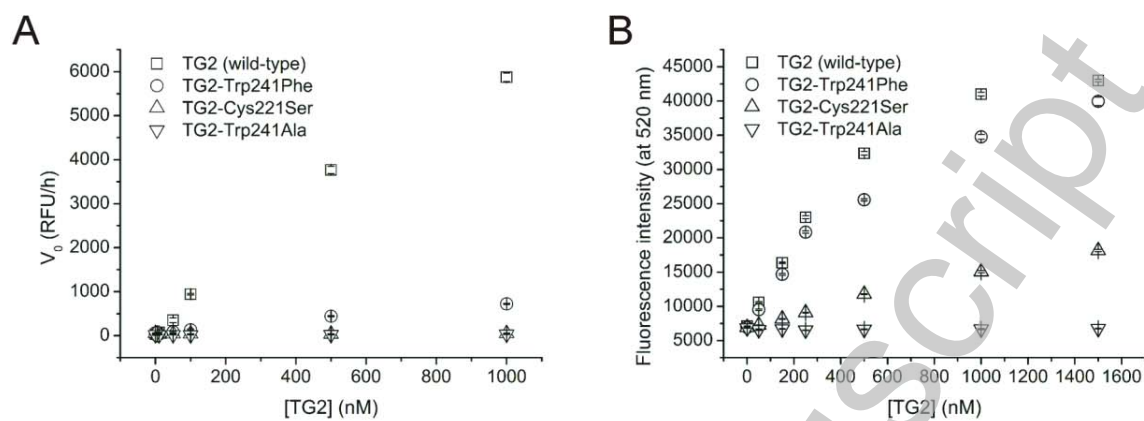 A
TG2 (wild-type)
TG2-Trp241Phe
TG2-Cys221Ser
TG2-Trp241Ala
6000
5000
4000
3000
2000
1000
0
V0 (RFU/h)
0 200 400 600 800 1000
[TG2] (nM)
B
TG2 (wild-type)
TG2-Trp241Phe
TG2-Cys221Ser
TG2-Trp241Ala
45000
40000
35000
30000
25000
20000
15000
10000
5000
Fluorescence intensity (at 520 nm)
0 200 400 600 800 1000 1200 1400 1600
[TG2] (nM)
script